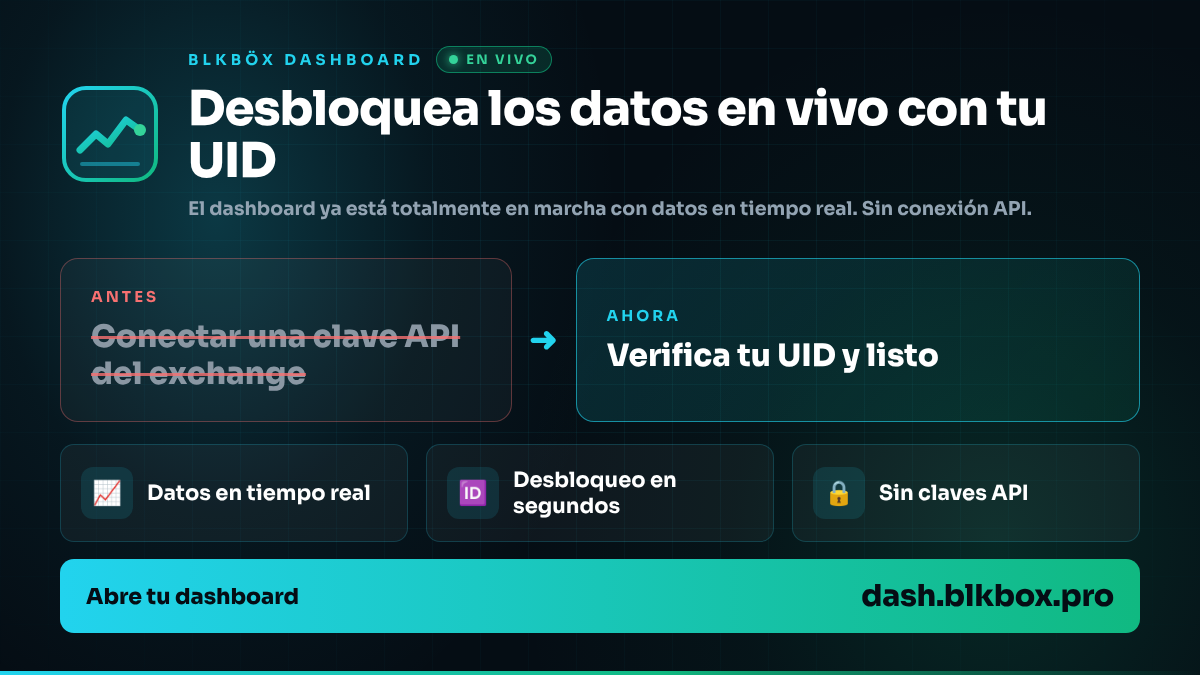 BLKBÖX DASHBOARD
EN VIVO
Desbloquea los datos en vivo con tu
UID
El dashboard ya está totalmente en marcha con datos en tiempo real. Sin conexión API.
ANTES
Conectar una clave API
del exchange
AHORA
Verifica tu UID y listo
Datos en tiempo real
ID
Desbloqueo en
segundos
Sin claves API
Abre tu dashboard
dash.blkbox.pro